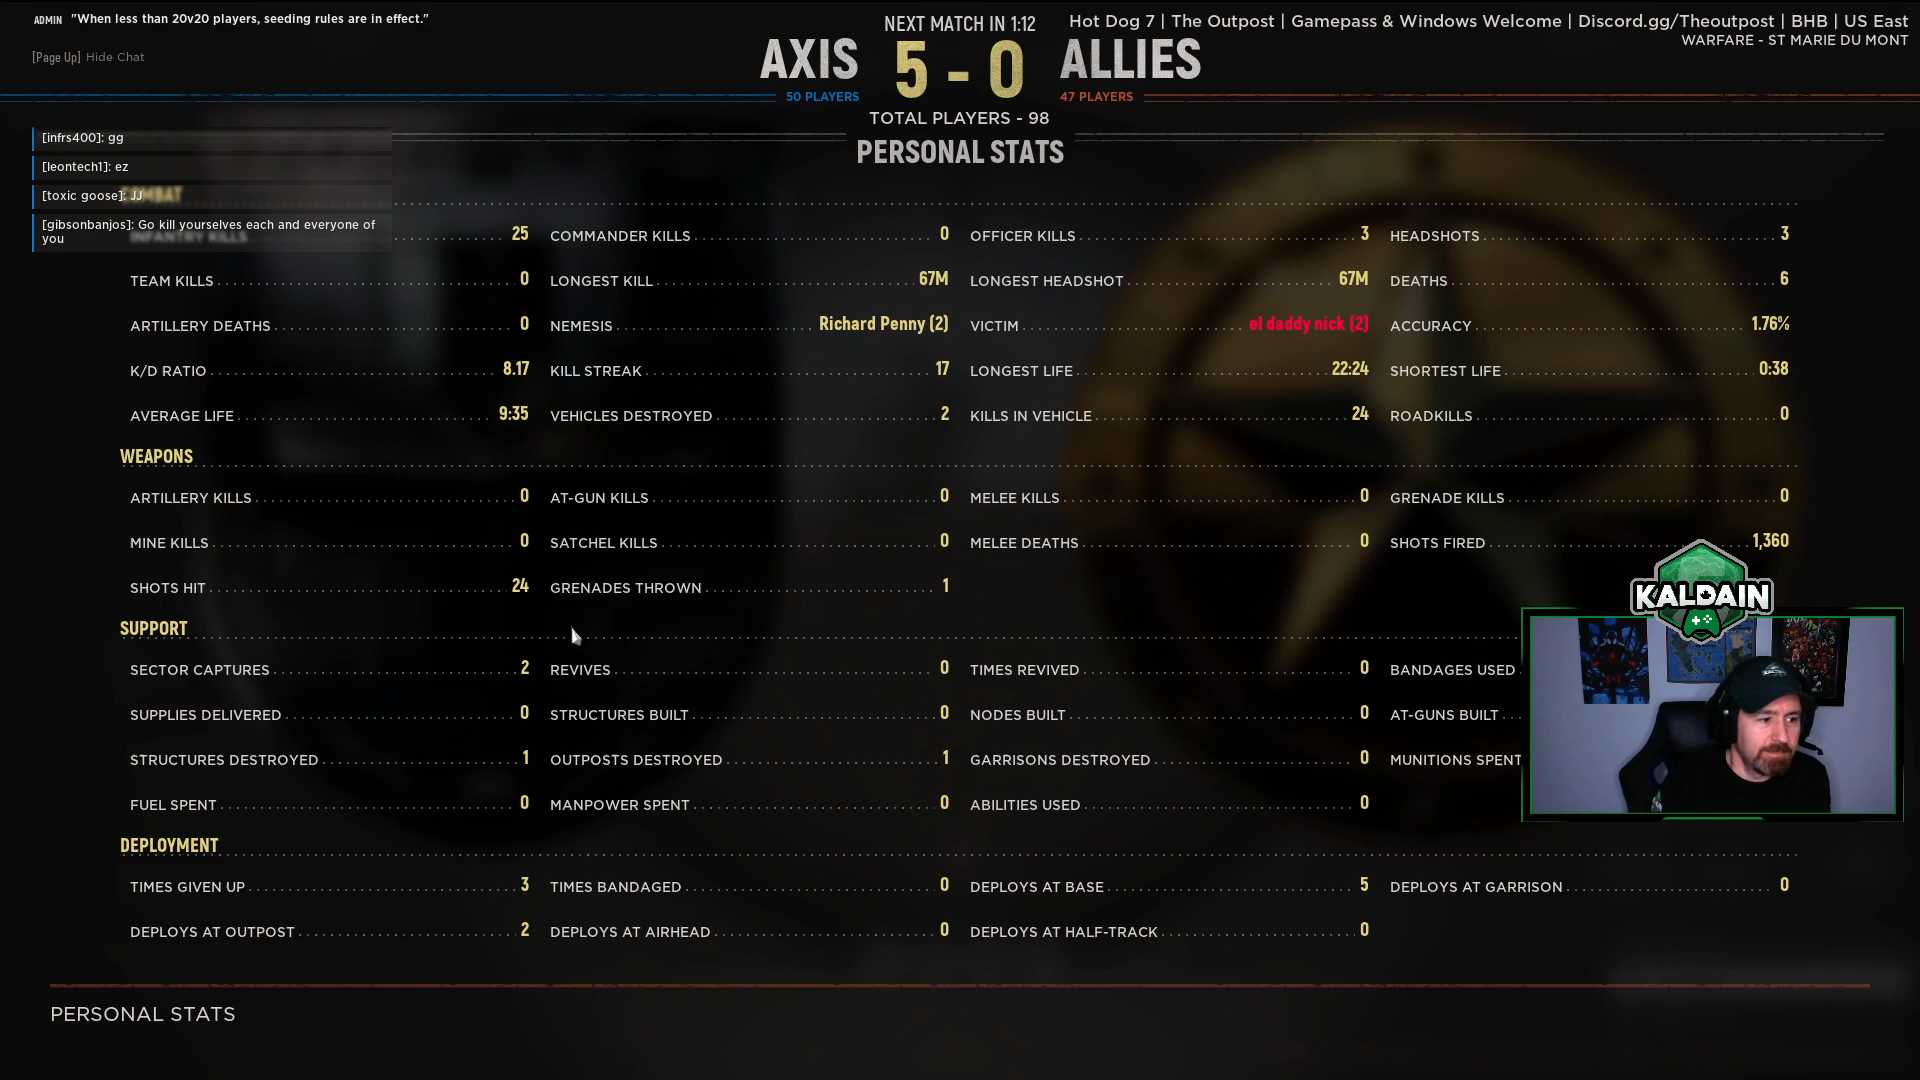 ADMIN "When less than 20v20 players, seeding rules are in effect."
NEXT MATCH IN 1:12
Hot Dog 7 | The Outpost | Gamepass & Windows Welcome | Discord.gg/Theoutpost | BHB | US East
WARFARE - ST MARIE DU MONT
[Page Up] Hide Chat
AXIS 5 - 0 ALLIES
50 PLAYERS 47 PLAYERS
TOTAL PLAYERS - 98
PERSONAL STATS
[infrs400]: gg
[leontech1]: ez
[toxic goose]: JJ
[gibsonbanjos]: Go kill yourselves each and everyone of
you
COMBAT
INFANTRY KILLS 25 COMMANDER KILLS 0 OFFICER KILLS 3 HEADSHOTS 3
TEAM KILLS 0 LONGEST KILL 67M LONGEST HEADSHOT 67M DEATHS 6
ARTILLERY DEATHS 0 NEMESIS Richard Penny (2) VICTIM el daddy nick (2) ACCURACY 1.76%
K/D RATIO 8.17 KILL STREAK 17 LONGEST LIFE 22:24 SHORTEST LIFE 0:38
AVERAGE LIFE 9:35 VEHICLES DESTROYED 2 KILLS IN VEHICLE 24 ROADKILLS 0
WEAPONS
ARTILLERY KILLS 0 AT-GUN KILLS 0 MELEE KILLS 0 GRENADE KILLS 0
MINE KILLS 0 SATCHEL KILLS 0 MELEE DEATHS 0 SHOTS FIRED 1,360
SHOTS HIT 24 GRENADES THROWN 1
KALDAIN
SUPPORT
SECTOR CAPTURES 2 REVIVES 0 TIMES REVIVED 0 BANDAGES USED
SUPPLIES DELIVERED 0 STRUCTURES BUILT 0 NODES BUILT 0 AT-GUNS BUILT
STRUCTURES DESTROYED 1 OUTPOSTS DESTROYED 1 GARRISONS DESTROYED 0 MUNITIONS SPENT
FUEL SPENT 0 MANPOWER SPENT 0 ABILITIES USED 0
DEPLOYMENT
TIMES GIVEN UP 3 TIMES BANDAGED 0 DEPLOYS AT BASE 5 DEPLOYS AT GARRISON 0
DEPLOYS AT OUTPOST 2 DEPLOYS AT AIRHEAD 0 DEPLOYS AT HALF-TRACK 0
PERSONAL STATS